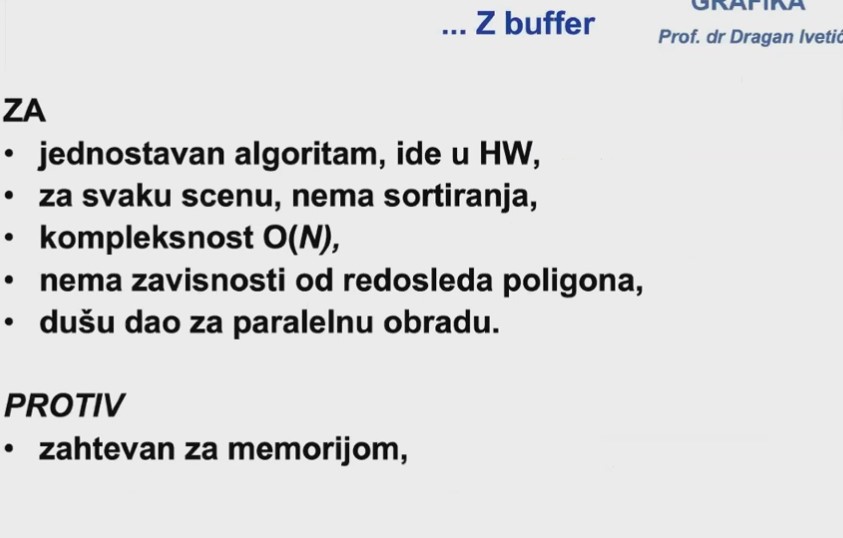 GRAFIKA
... Z buffer
Prof. dr Dragan Ivetić
ZA
• jednostavan algoritam, ide u HW,
• za svaku scenu, nema sortiranja,
• kompleksnost O(N),
• nema zavisnosti od redosleda poligona,
• dušu dao za paralelnu obradu.
PROTIV
• zahtevan za memorijom,